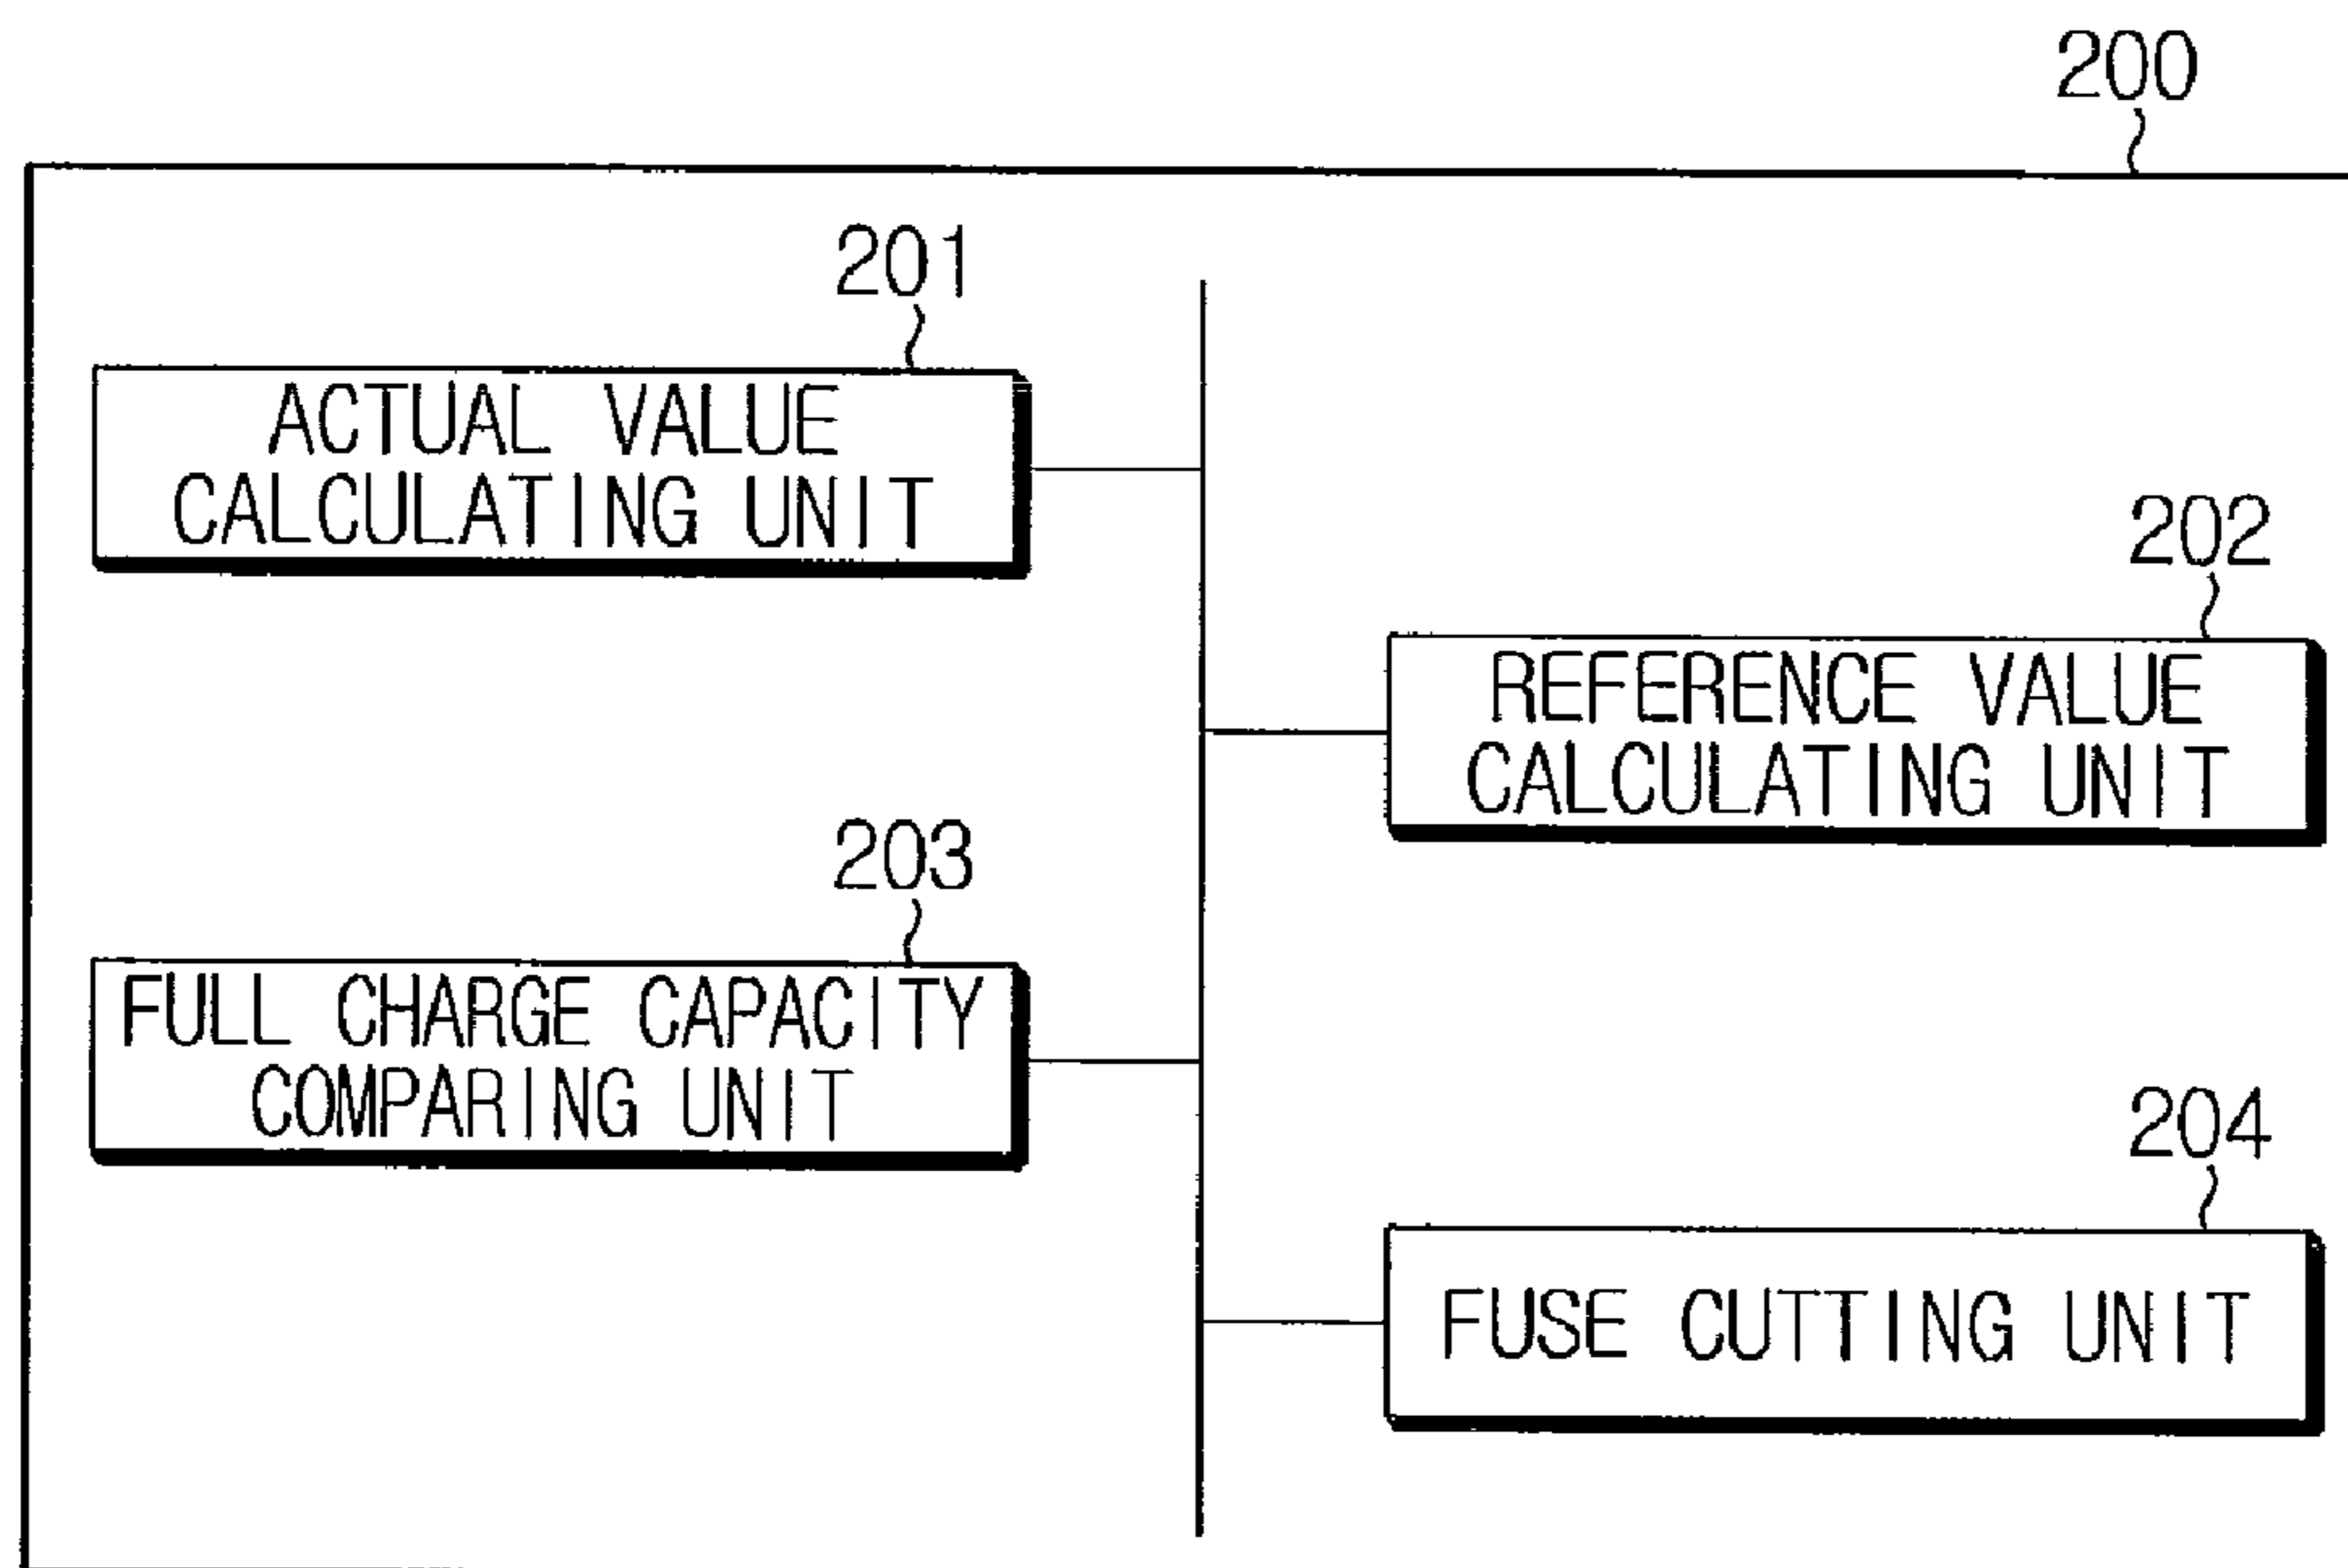 200
201
ACTUAL VALUE
CALCULATING UNIT
202
REFERENCE VALUE
CALCULATING UNIT
203
FULL CHARGE CAPACITY
COMPARING UNIT
204
FUSE CUTTING UNIT